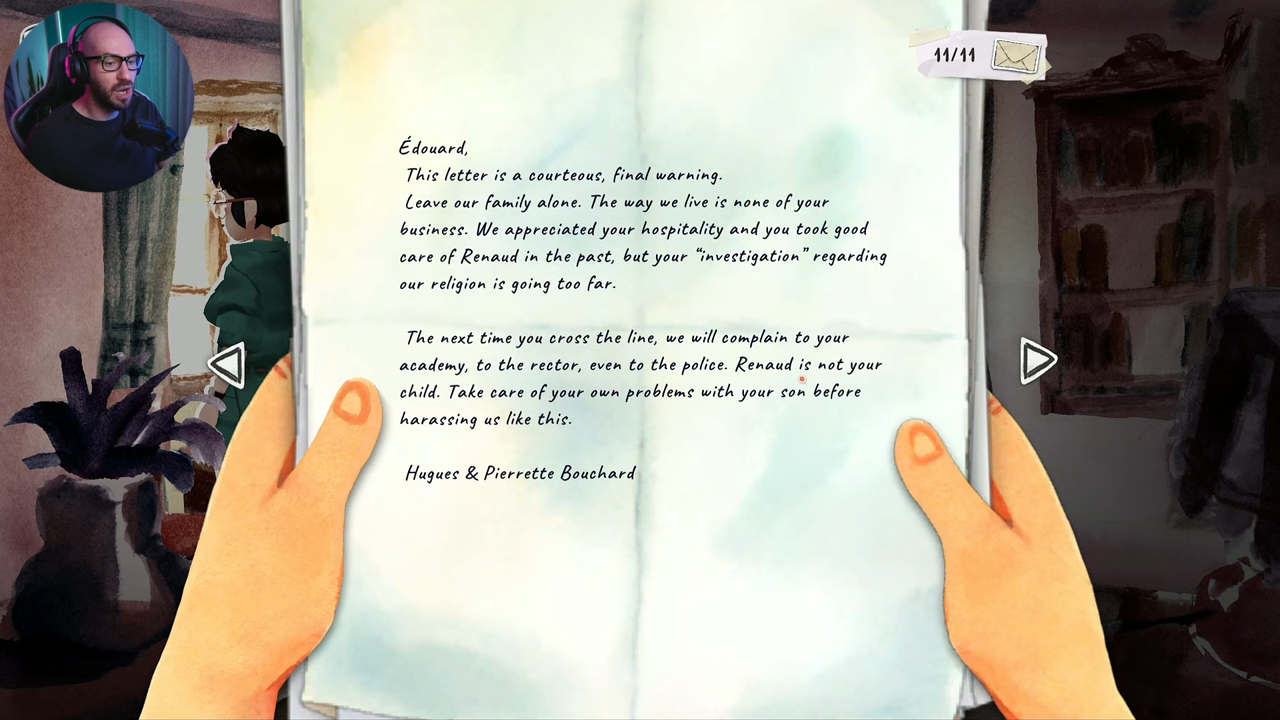 11/11
Édouard,
This letter is a courteous, final warning.
Leave our family alone. The way we live is none of your
business. We appreciated your hospitality and you took good
care of Renaud in the past, but your “investigation” regarding
our religion is going too far.
The next time you cross the line, we will complain to your
academy, to the rector, even to the police. Renaud is not your
child. Take care of your own problems with your son before
harassing us like this.
Hugues & Pierrette Bouchard